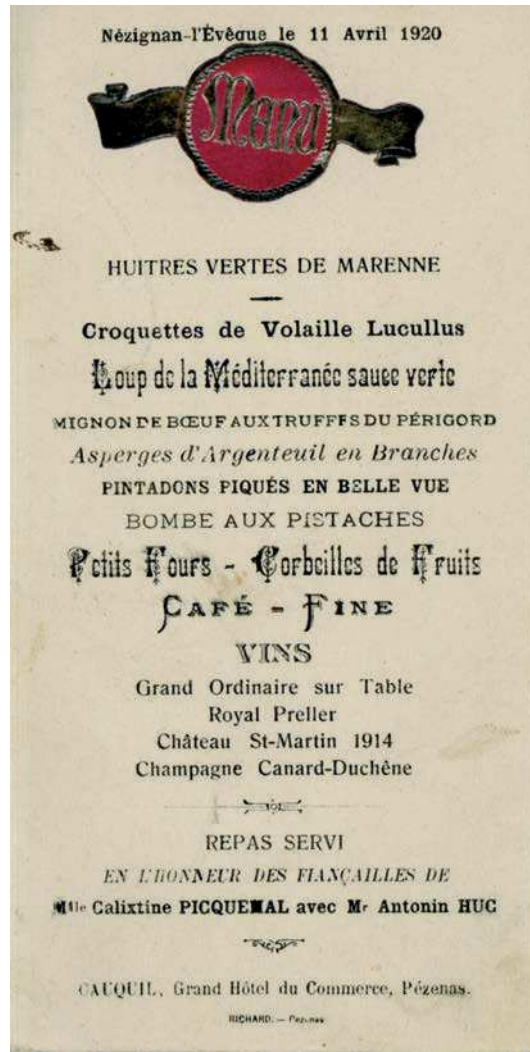 Nézignan-l'Évêque le 11 Avril 1920
Menu
HUITRES VERTES DE MARENNE
Croquettes de Volaille Lucullus
Loup de la Méditerranée sauce verte
MIGNON DE BŒUF AUX TRUFFES DU PÉRIGORD
Asperges d'Argenteuil en Branches
PINTADONS PIQUÉS EN BELLE VUE
BOMBE AUX PISTACHES
Petits Fours - Corbeilles de Fruits
CAFÉ - FINE
VINS
Grand Ordinaire sur Table
Royal Preller
Château St-Martin 1914
Champagne Canard-Duchêne
REPAS SERVI
EN L'HONNEUR DES FIANÇAILLES DE
Mlle Calixtine PICQUEMAL avec Mr Antonin HUC
CAUQUIL, Grand Hôtel du Commerce, Pézenas.
RICHARD. — Pézenas